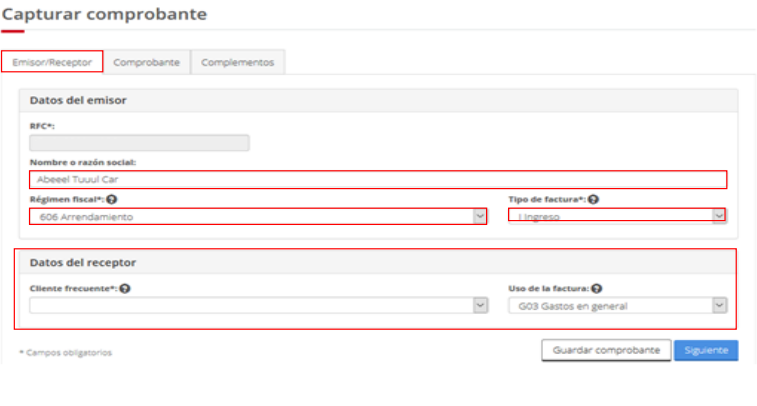 Capturar comprobante
Emisor/Receptor Comprobante Complementos
Datos del emisor
RFC*:
Nombre o razón social:
Abeeel Tuuul Car
Régimen fiscal*: ? Tipo de factura*: ?
606 Arrendamiento I Ingreso
Datos del receptor
Cliente frecuente*: ? Uso de la factura: ?
G03 Gastos en general
* Campos obligatorios Guardar comprobante Siguiente